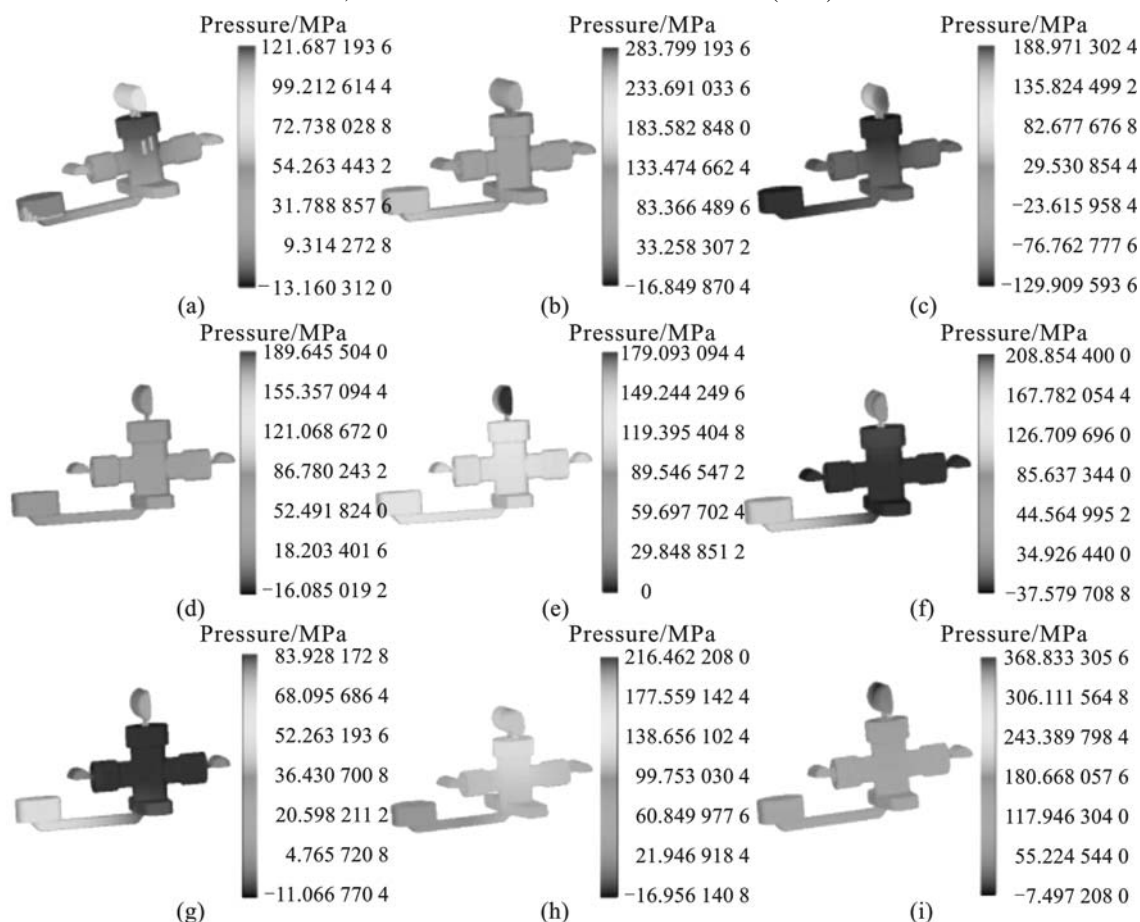 Pressure/MPa
121.687 193 6
99.212 614 4
72.738 028 8
54.263 443 2
31.788 857 6
9.314 272 8
−13.160 312 0
(a)
Pressure/MPa
283.799 193 6
233.691 033 6
183.582 848 0
133.474 662 4
83.366 489 6
33.258 307 2
−16.849 870 4
(b)
Pressure/MPa
188.971 302 4
135.824 499 2
82.677 676 8
29.530 854 4
−23.615 958 4
−76.762 777 6
−129.909 593 6
(c)
Pressure/MPa
189.645 504 0
155.357 094 4
121.068 672 0
86.780 243 2
52.491 824 0
18.203 401 6
−16.085 019 2
(d)
Pressure/MPa
179.093 094 4
149.244 249 6
119.395 404 8
89.546 547 2
59.697 702 4
29.848 851 2
0
(e)
Pressure/MPa
208.854 400 0
167.782 054 4
126.709 696 0
85.637 344 0
44.564 995 2
34.926 440 0
−37.579 708 8
(f)
Pressure/MPa
83.928 172 8
68.095 686 4
52.263 193 6
36.430 700 8
20.598 211 2
4.765 720 8
−11.066 770 4
(g)
Pressure/MPa
216.462 208 0
177.559 142 4
138.656 102 4
99.753 030 4
60.849 977 6
21.946 918 4
−16.956 140 8
(h)
Pressure/MPa
368.833 305 6
306.111 564 8
243.389 798 4
180.668 057 6
117.946 304 0
55.224 544 0
−7.497 208 0
(i)